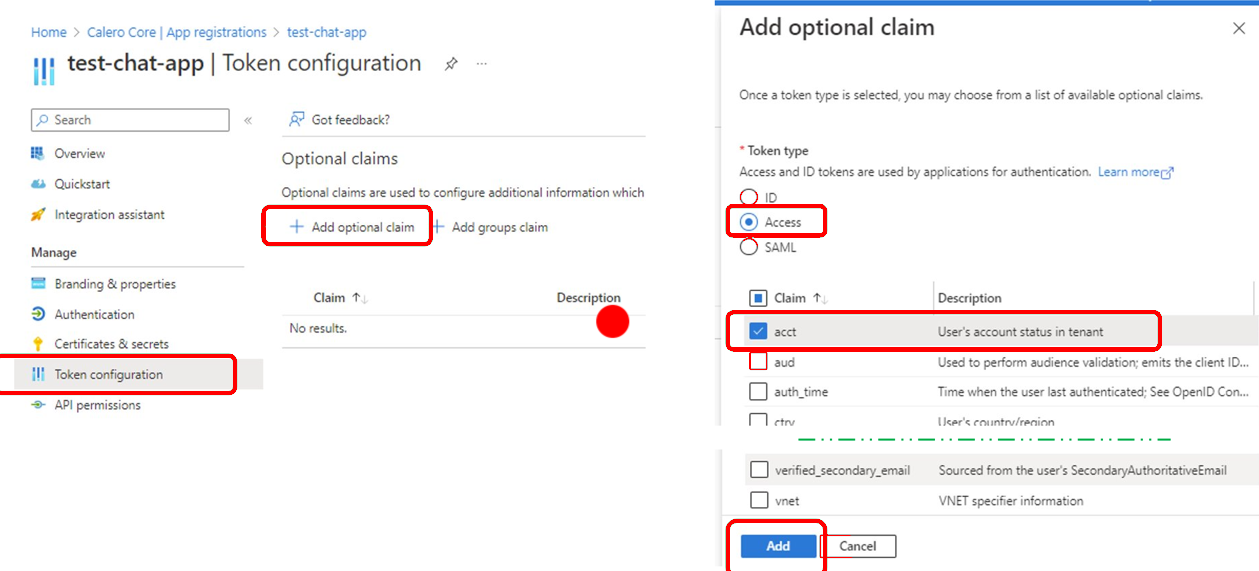 Home > Calero Core | App registrations > test-chat-app
test-chat-app | Token configuration
Search
Overview
Quickstart
Integration assistant
Manage
Branding & properties
Authentication
Certificates & secrets
Token configuration
API permissions
Got feedback?
Optional claims
Optional claims are used to configure additional information which
+ Add optional claim + Add groups claim
Claim ↑↓ Description
No results.
Add optional claim
Once a token type is selected, you may choose from a list of available optional claims.
* Token type
Access and ID tokens are used by applications for authentication. Learn more
ID
Access
SAML
Claim ↑↓ Description
acct User's account status in tenant
aud Used to perform audience validation; emits the client ID...
auth_time Time when the user last authenticated; See OpenID Con...
ctry User's country/region
verified_secondary_email Sourced from the user's SecondaryAuthoritativeEmail
vnet VNET specifier information
Add Cancel